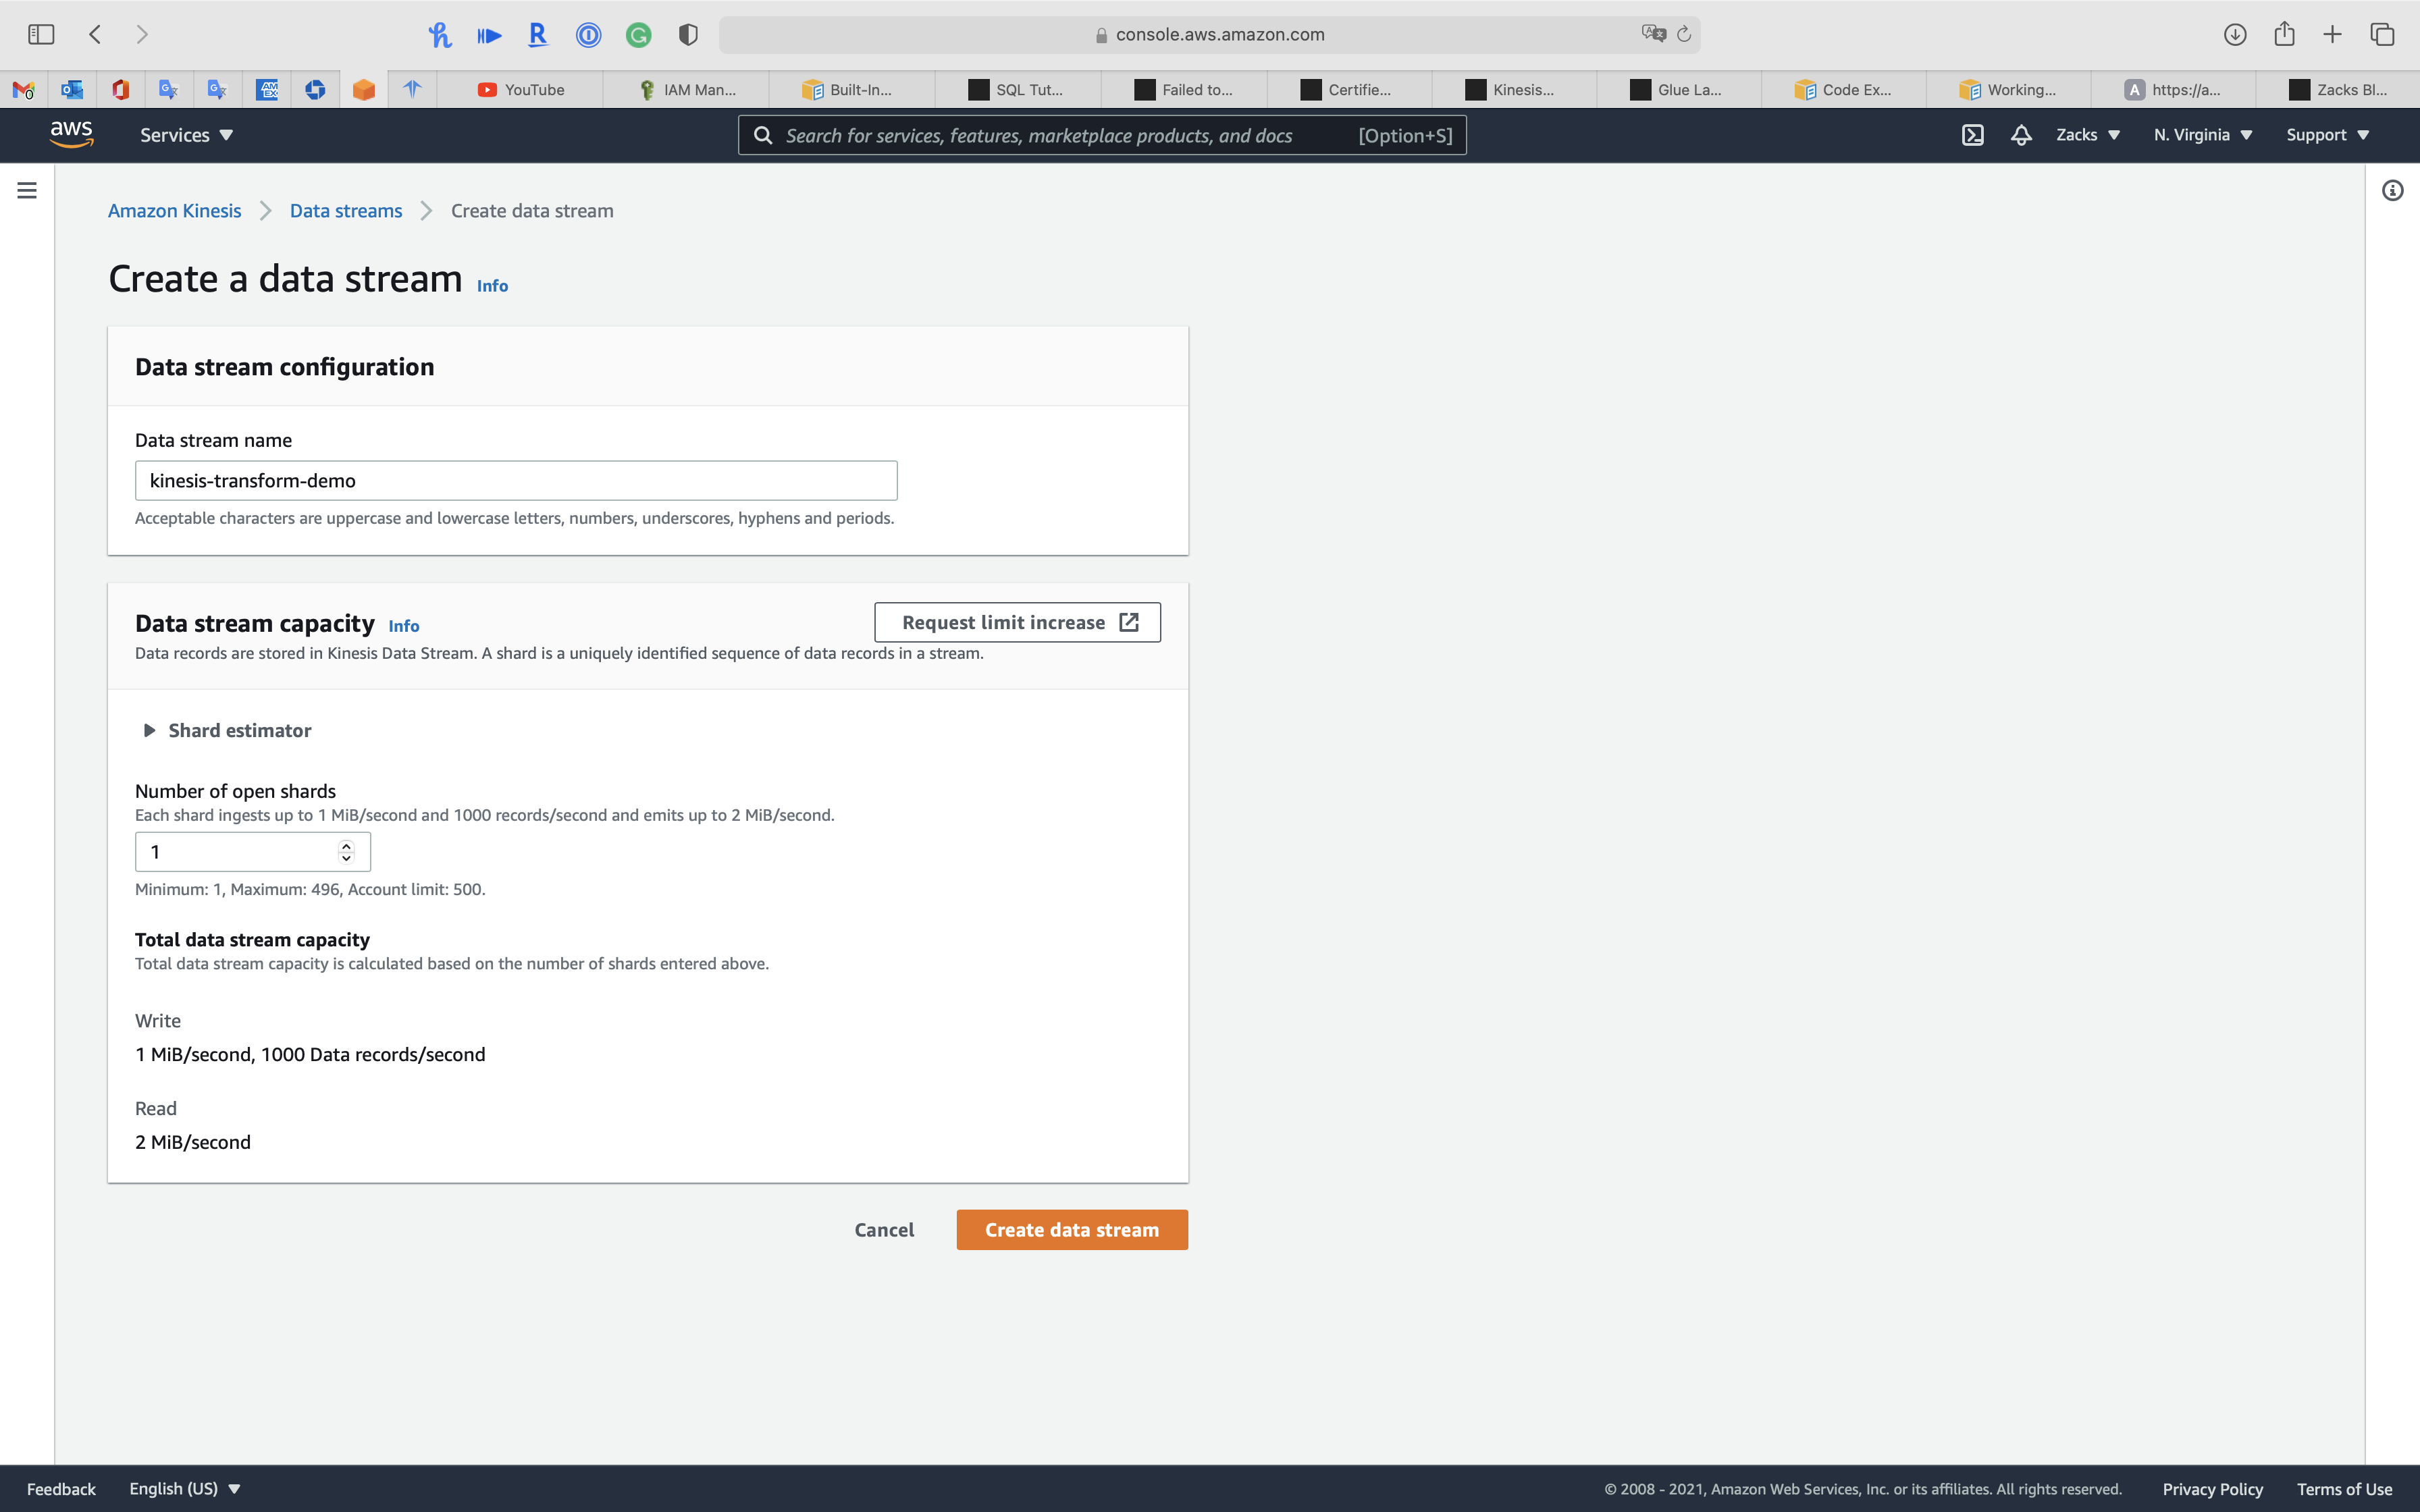 console.aws.amazon.com
YouTube
IAM Man...
Built-In...
SQL Tut...
Failed to...
Certifie...
Kinesis...
Glue La...
Code Ex...
Working...
A https://a...
Zacks Bl...
aws
Services
Search for services, features, marketplace products, and docs [Option+S]
Zacks
N. Virginia
Support
Amazon Kinesis
Data streams
Create data stream
Create a data stream Info
Data stream configuration
Data stream name
kinesis-transform-demo
Acceptable characters are uppercase and lowercase letters, numbers, underscores, hyphens and periods.
Data stream capacity Info
Request limit increase
Data records are stored in Kinesis Data Stream. A shard is a uniquely identified sequence of data records in a stream.
Shard estimator
Number of open shards
Each shard ingests up to 1 MiB/second and 1000 records/second and emits up to 2 MiB/second.
1
Minimum: 1, Maximum: 496, Account limit: 500.
Total data stream capacity
Total data stream capacity is calculated based on the number of shards entered above.
Write
1 MiB/second, 1000 Data records/second
Read
2 MiB/second
Cancel
Create data stream
Feedback
English (US)
© 2008 - 2021, Amazon Web Services, Inc. or its affiliates. All rights reserved.
Privacy Policy
Terms of Use